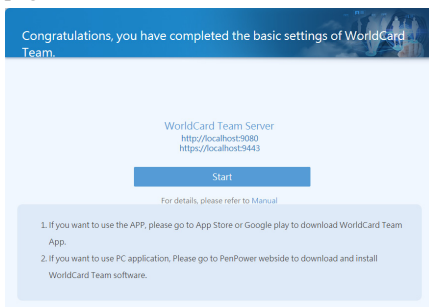 Congratulations, you have completed the basic settings of WorldCard
Team.
WorldCard Team Server
http://localhost:9080
https://localhost:9443
Start
For details, please refer to Manual
1. If you want to use the APP, please go to App Store or Google play to download WorldCard Team
App.
2. If you want to use PC application, Please go to PenPower webside to download and install
WorldCard Team software.